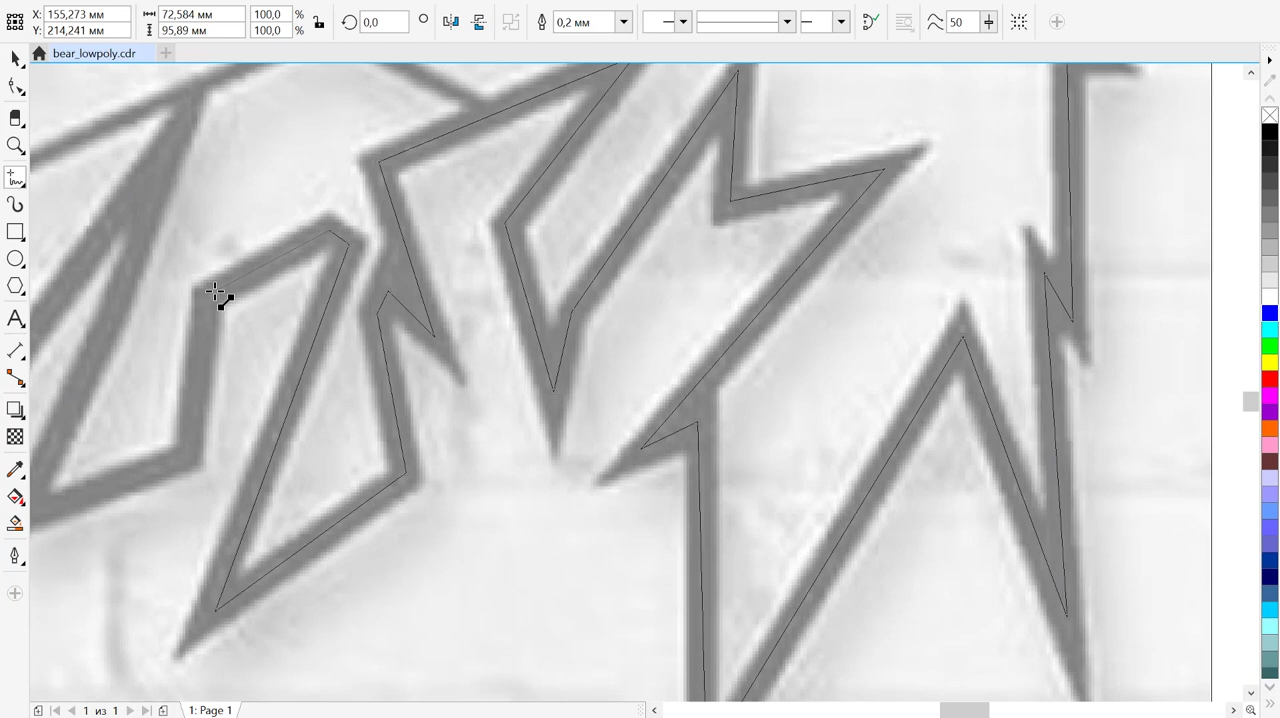 X: 155,273 мм 72,584 мм 100,0 % 0,0 0,2 мм 50
Y: 214,241 мм 95,89 мм 100,0 %
bear_lowpoly.cdr
1 из 1 1: Page 1